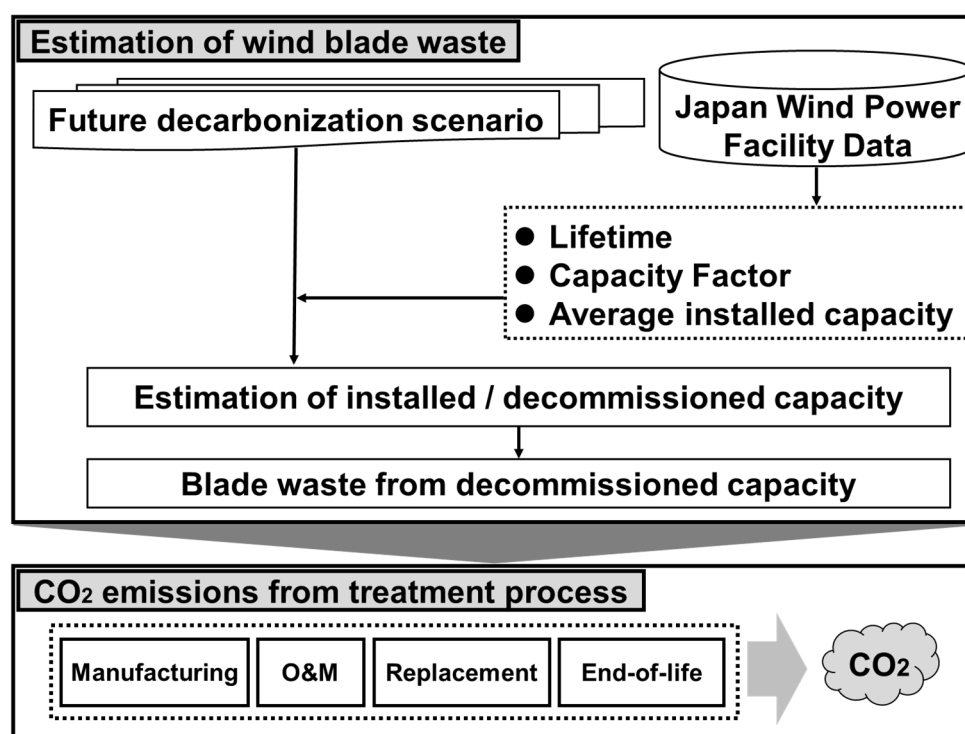 Estimation of wind blade waste
Future decarbonization scenario
Japan Wind Power
Facility Data
● Lifetime
● Capacity Factor
● Average installed capacity
Estimation of installed / decommissioned capacity
Blade waste from decommissioned capacity
CO₂ emissions from treatment process
Manufacturing
O&M
Replacement
End-of-life
CO₂